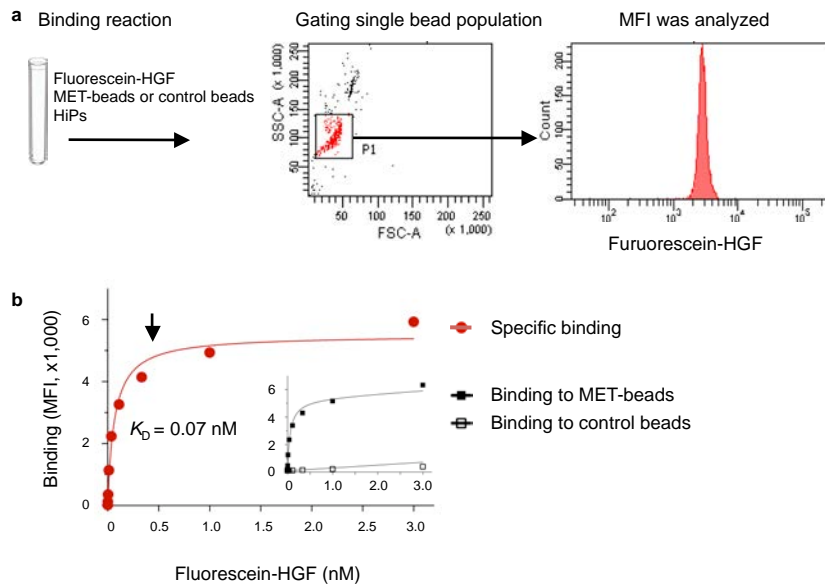 a
Binding reaction
Gating single bead population
MFI was analyzed
Fluorescein-HGF
MET-beads or control beads
HiPs
SSC-A
(x 1,000)
50 100 150 200 250
P1
50 100 150 200 250
FSC-A
(x 1,000)
Count
0 50 100 150 200
10² 10³ 10⁴ 10⁵
Furuorescein-HGF
b
Binding (MFI, x1,000)
6
4
2
0
K_D = 0.07 nM
0 0.5 1.0 1.5 2.0 2.5 3.0
Fluorescein-HGF (nM)
6
4
2
0
0 1.0 2.0 3.0
Specific binding
Binding to MET-beads
Binding to control beads